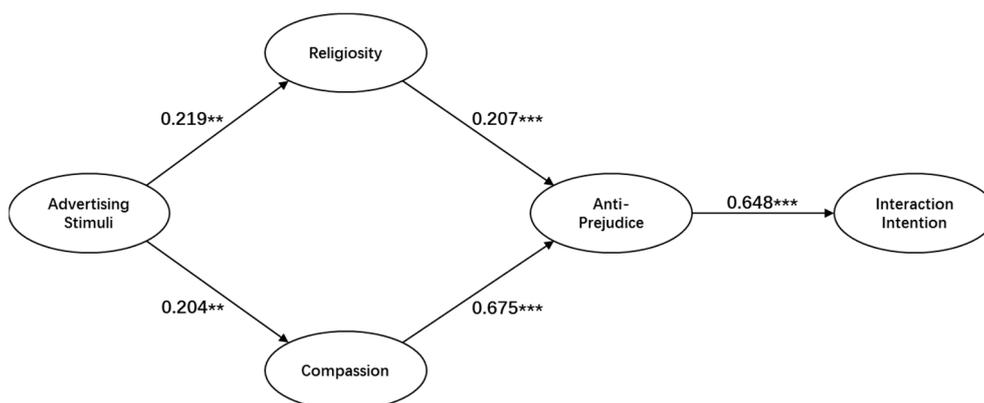 Religiosity
0.219**
0.207***
Advertising
Stimuli
Anti-
Prejudice
0.648***
Interaction
Intention
0.204**
0.675***
Compassion